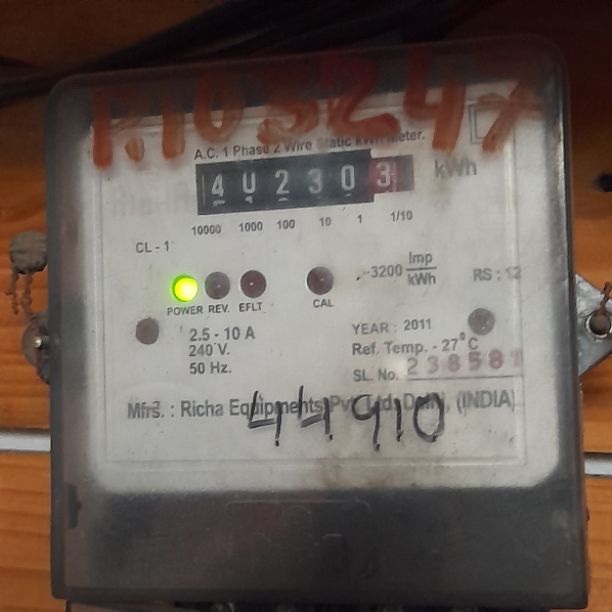 P.103247
A.C. 1 Phase 2 Wire Static kWh Meter.
4 0 2 3 0 3 kWh
10000 1000 100 10 1 1/10
CL - 1
3200 Imp/kWh
RS : 12
POWER REV. EFLT CAL
2.5 - 10 A
240 V.
50 Hz.
YEAR : 2011
Ref. Temp. - 27°C
SL. No. 238587
Mfrs. : Richa Equipments Pvt. Ltd. Delhi, (INDIA)
44910